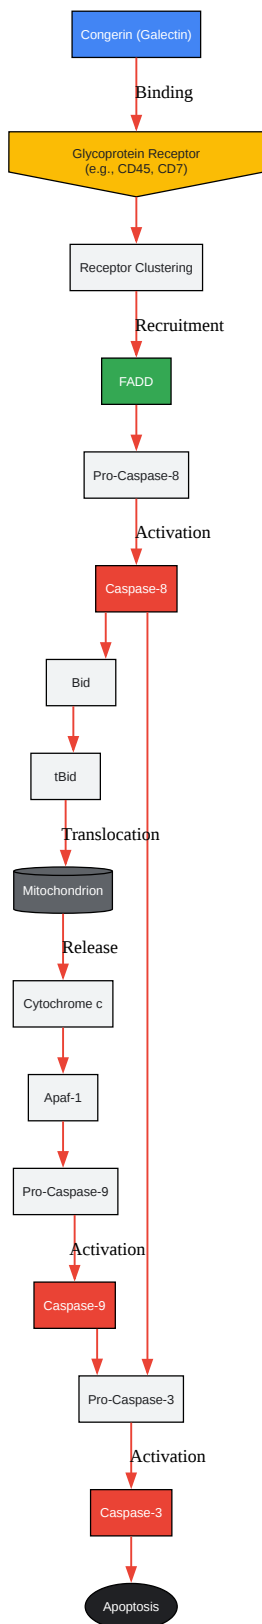 Congerin (Galectin)
Binding
Glycoprotein Receptor
(e.g., CD45, CD7)
Receptor Clustering
Recruitment
FADD
Pro-Caspase-8
Activation
Caspase-8
Bid
tBid
Translocation
Mitochondrion
Release
Cytochrome c
Apaf-1
Pro-Caspase-9
Activation
Caspase-9
Pro-Caspase-3
Activation
Caspase-3
Apoptosis